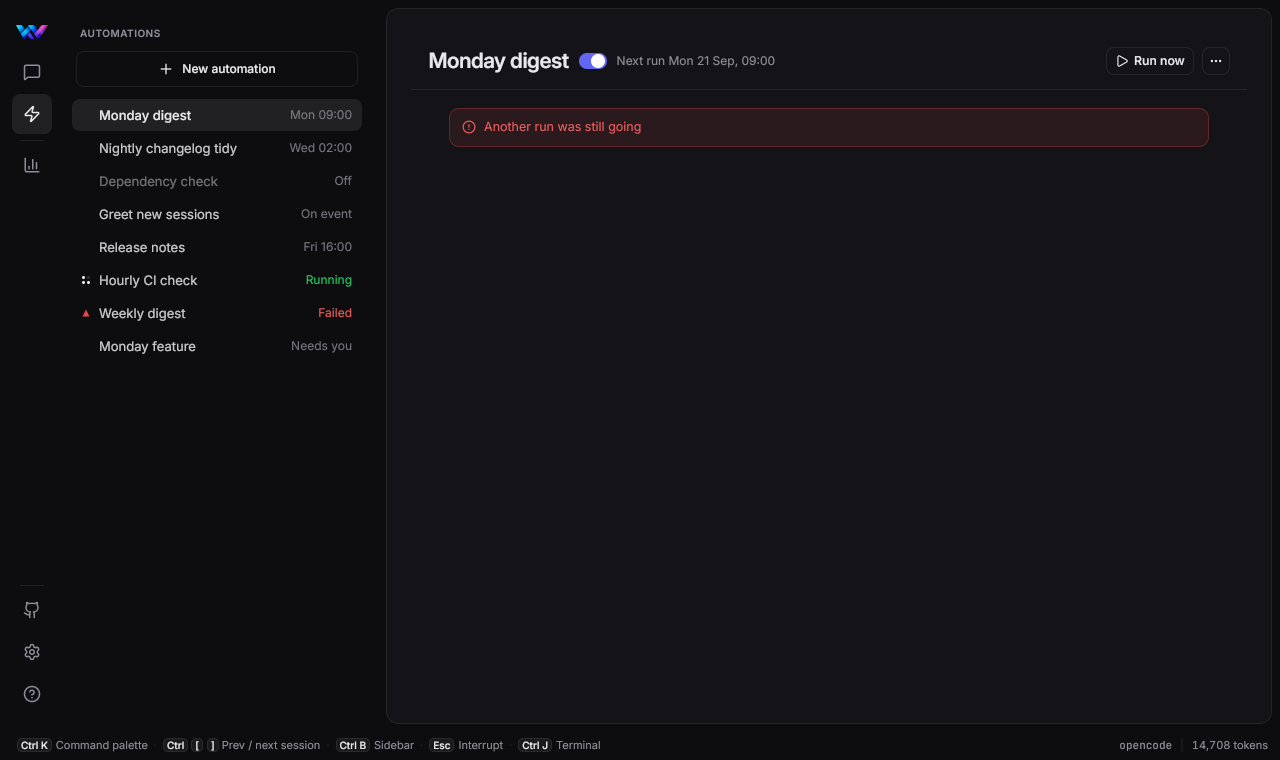 AUTOMATIONS
New automation
Monday digest Mon 09:00
Nightly changelog tidy Wed 02:00
Dependency check Off
Greet new sessions On event
Release notes Fri 16:00
Hourly CI check Running
Weekly digest Failed
Monday feature Needs you
Monday digest Next run Mon 21 Sep, 09:00 Run now
Another run was still going
Ctrl K Command palette · Ctrl [ ] Prev / next session · Ctrl B Sidebar · Esc Interrupt · Ctrl J Terminal
opencode 14,708 tokens